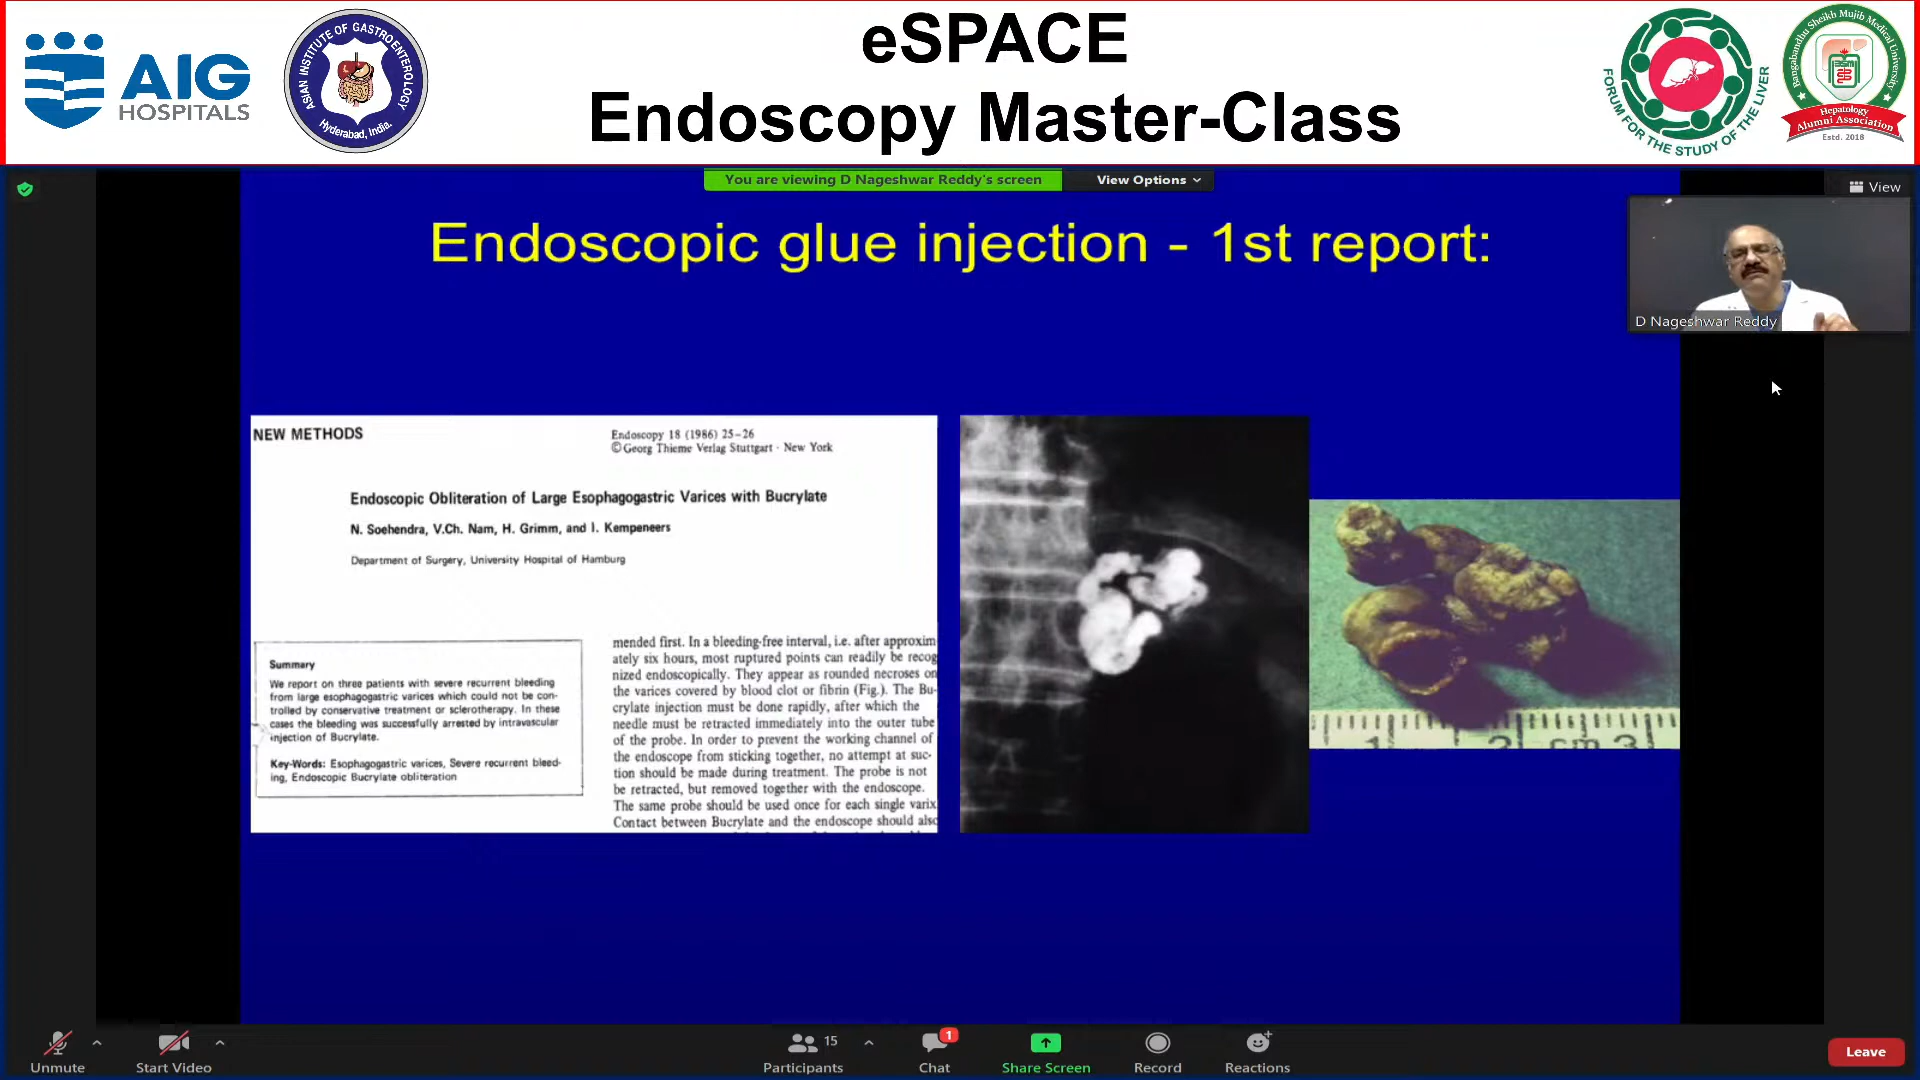 AIG
HOSPITALS
ASIAN INSTITUTE OF GASTROENTEROLOGY
Hyderabad, India.
eSPACE
Endoscopy Master-Class
FORUM FOR THE STUDY OF THE LIVER
Bangabandhu Sheikh Mujib Medical University
Hepatology
Alumni Association
Estd. 2018
You are viewing D Nageshwar Reddy's screen
View Options
View
D Nageshwar Reddy
Endoscopic glue injection - 1st report:
NEW METHODS
Endoscopy 18 (1986) 25–26
©Georg Thieme Verlag Stuttgart · New York
Endoscopic Obliteration of Large Esophagogastric Varices with Bucrylate
N. Soehendra, V.Ch. Nam, H. Grimm, and I. Kempeneers
Department of Surgery, University Hospital of Hamburg
Summary
We report on three patients with severe recurrent bleeding
from large esophagogastric varices which could not be con-
trolled by conservative treatment or sclerotherapy. In these
cases the bleeding was successfully arrested by intravascular
injection of Bucrylate.
Key-Words: Esophagogastric varices, Severe recurrent bleed-
ing, Endoscopic Bucrylate obliteration
mended first. In a bleeding-free interval, i.e. after approxim
ately six hours, most ruptured points can readily be recog
nized endoscopically. They appear as rounded necroses on
the varices covered by blood clot or fibrin (Fig.). The Bu-
crylate injection must be done rapidly, after which the
needle must be retracted immediately into the outer tube
of the probe. In order to prevent the working channel of
the endoscope from sticking together, no attempt at suc-
tion should be made during treatment. The probe is not
be retracted, but removed together with the endoscope.
The same probe should be used once for each single varix
Contact between Bucrylate and the endoscope should also
1 2 cm 3
Unmute
Start Video
15
Participants
1
Chat
Share Screen
Record
Reactions
Leave